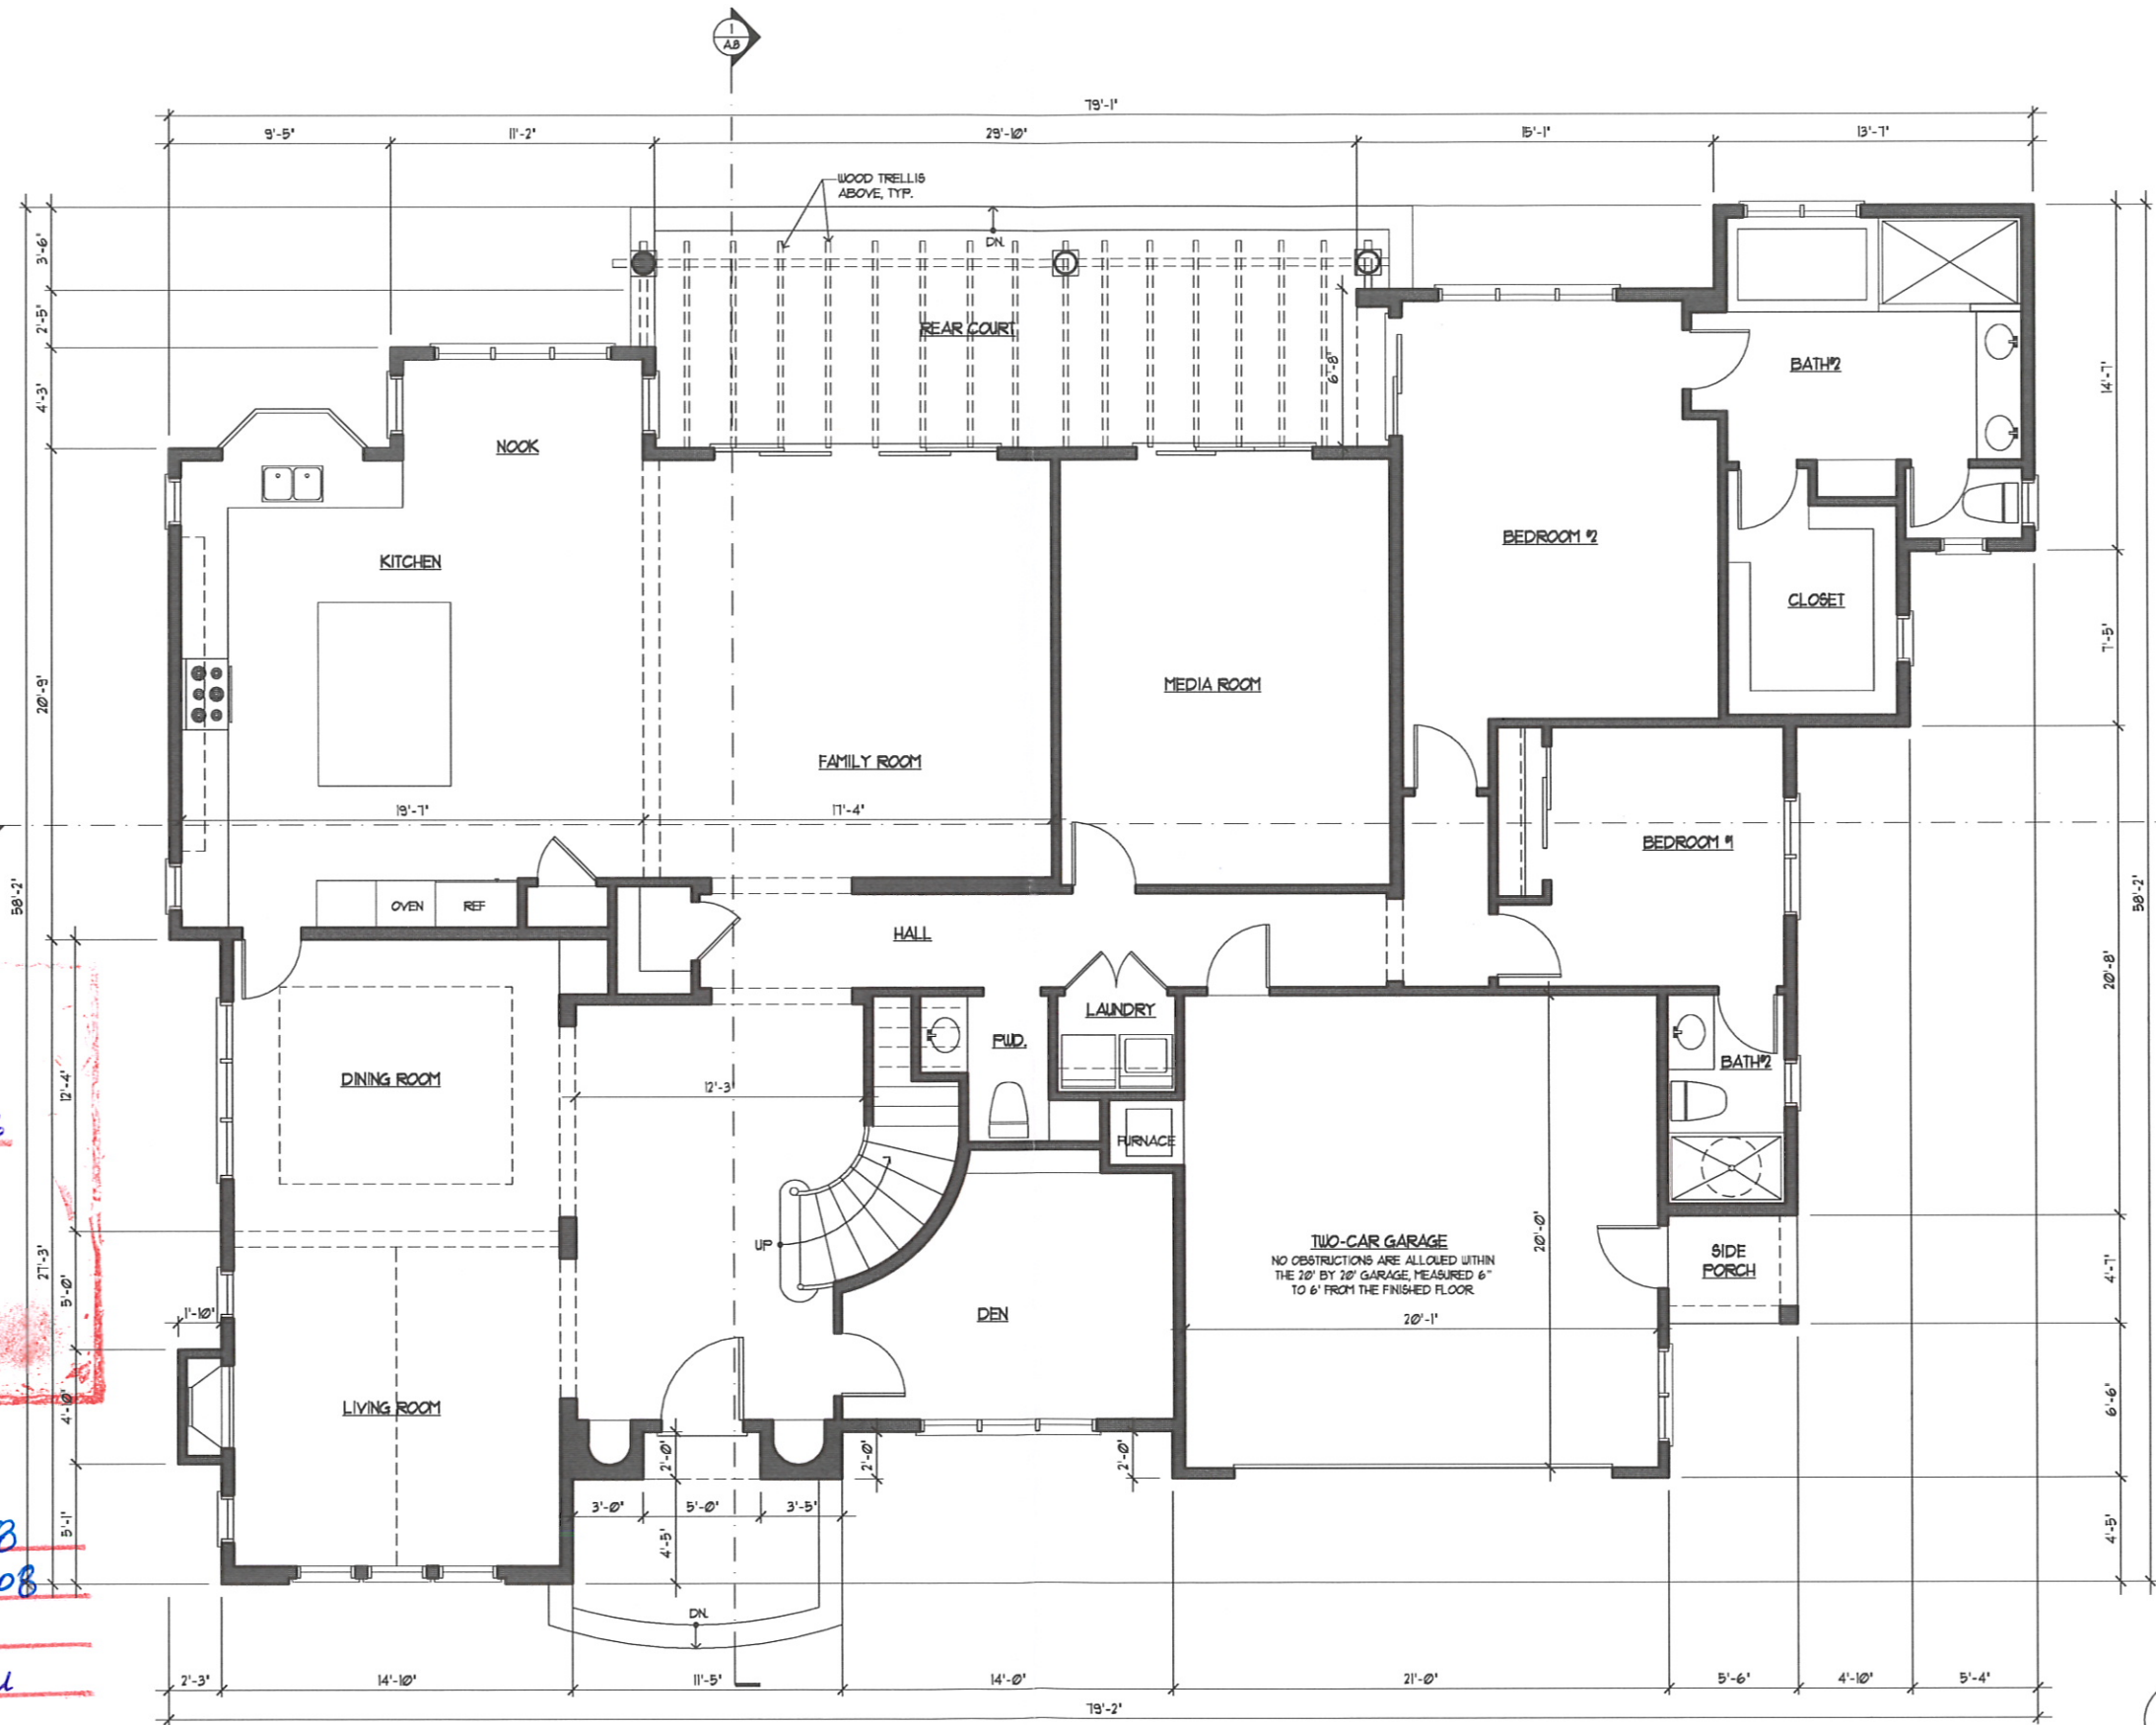 1
A.8
79'-1"
9'-5"
11'-2"
29'-10"
15'-1"
13'-7"
WOOD TRELLIS
ABOVE, TYP.
DN.
3'-6"
2'-5"
4'-3"
20'-9"
58'-2"
REAR COURT
6'-8"
BATH#2
14'-7"
NOOK
KITCHEN
BEDROOM #2
CLOSET
7'-5"
MEDIA ROOM
FAMILY ROOM
19'-7"
17'-4"
BEDROOM #1
58'-2"
OVEN
REF
HALL
20'-8"
LAUNDRY
PWD.
BATH#2
DINING ROOM
12'-3"
12'-4"
FURNACE
UP
TWO-CAR GARAGE
NO OBSTRUCTIONS ARE ALLOWED WITHIN
THE 20' BY 20' GARAGE, MEASURED 6"
TO 6' FROM THE FINISHED FLOOR.
20'-0"
20'-1"
SIDE
PORCH
4'-7"
27'-3"
5'-0"
1'-10"
DEN
4'-10"
LIVING ROOM
6'-6"
2'-0"
2'-0"
2'-0"
3'-0"
5'-0"
3'-5"
4'-5"
5'-1"
4'-5"
DN.
2'-3"
14'-10"
11'-5"
14'-0"
21'-0"
5'-6"
4'-10"
5'-4"
79'-2"